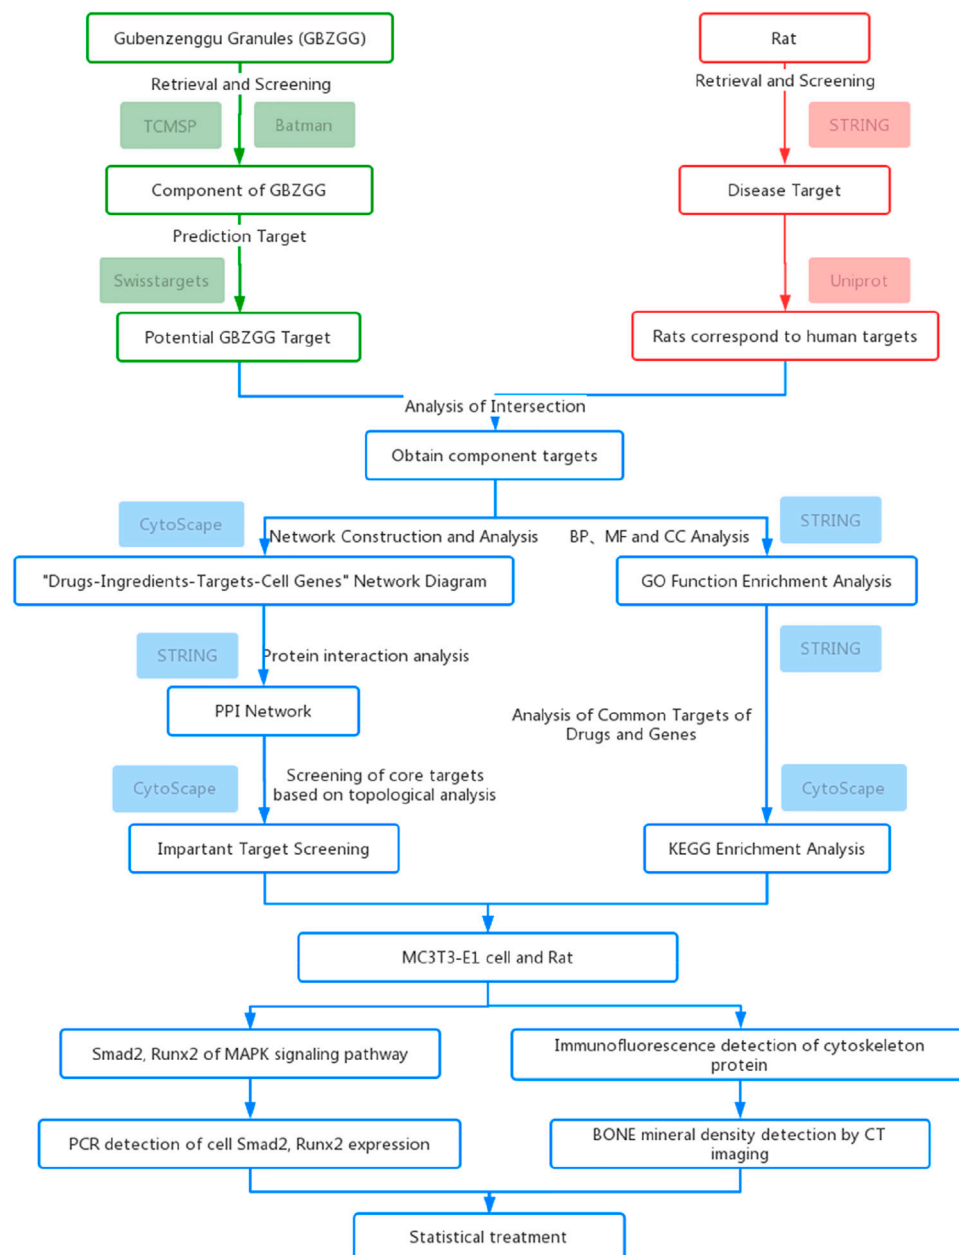 Gubenzenggu Granules (GBZGG)
Rat
Retrieval and Screening
Retrieval and Screening
TCMSP
Batman
STRING
Component of GBZGG
Disease Target
Prediction Target
Swisstargets
Uniprot
Potential GBZGG Target
Rats correspond to human targets
Analysis of Intersection
Obtain component targets
CytoScape
STRING
Network Construction and Analysis
BP、MF and CC Analysis
"Drugs-Ingredients-Targets-Cell Genes" Network Diagram
GO Function Enrichment Analysis
STRING
Protein interaction analysis
STRING
PPI Network
Analysis of Common Targets of
Drugs and Genes
CytoScape
Screening of core targets
based on topological analysis
CytoScape
Impartant Target Screening
KEGG Enrichment Analysis
MC3T3-E1 cell and Rat
Smad2, Runx2 of MAPK signaling pathway
Immunofluorescence detection of cytoskeleton
protein
PCR detection of cell Smad2, Runx2 expression
BONE mineral density detection by CT
imaging
Statistical treatment